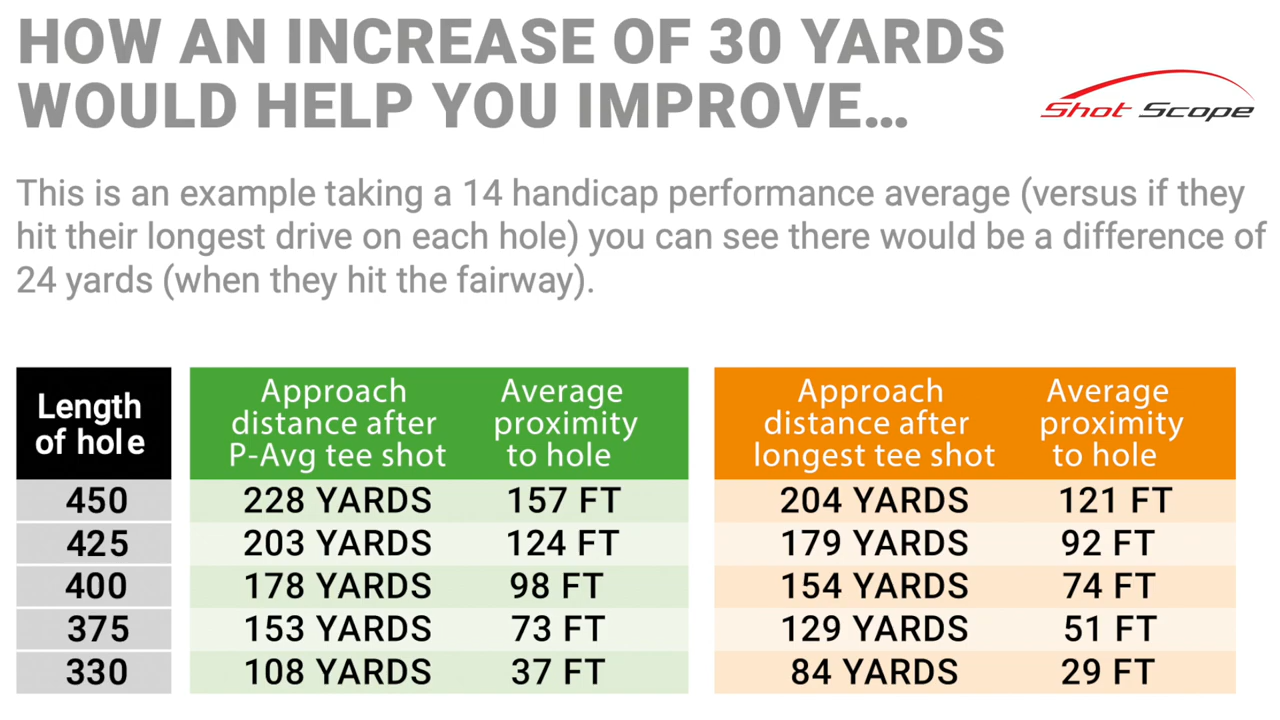 HOW AN INCREASE OF 30 YARDS
WOULD HELP YOU IMPROVE...
Shot Scope
This is an example taking a 14 handicap performance average (versus if they
hit their longest drive on each hole) you can see there would be a difference of
24 yards (when they hit the fairway).
Length of hole | Approach distance after P-Avg tee shot | Average proximity to hole | Approach distance after longest tee shot | Average proximity to hole
450 228 YARDS 157 FT 204 YARDS 121 FT
425 203 YARDS 124 FT 179 YARDS 92 FT
400 178 YARDS 98 FT 154 YARDS 74 FT
375 153 YARDS 73 FT 129 YARDS 51 FT
330 108 YARDS 37 FT 84 YARDS 29 FT